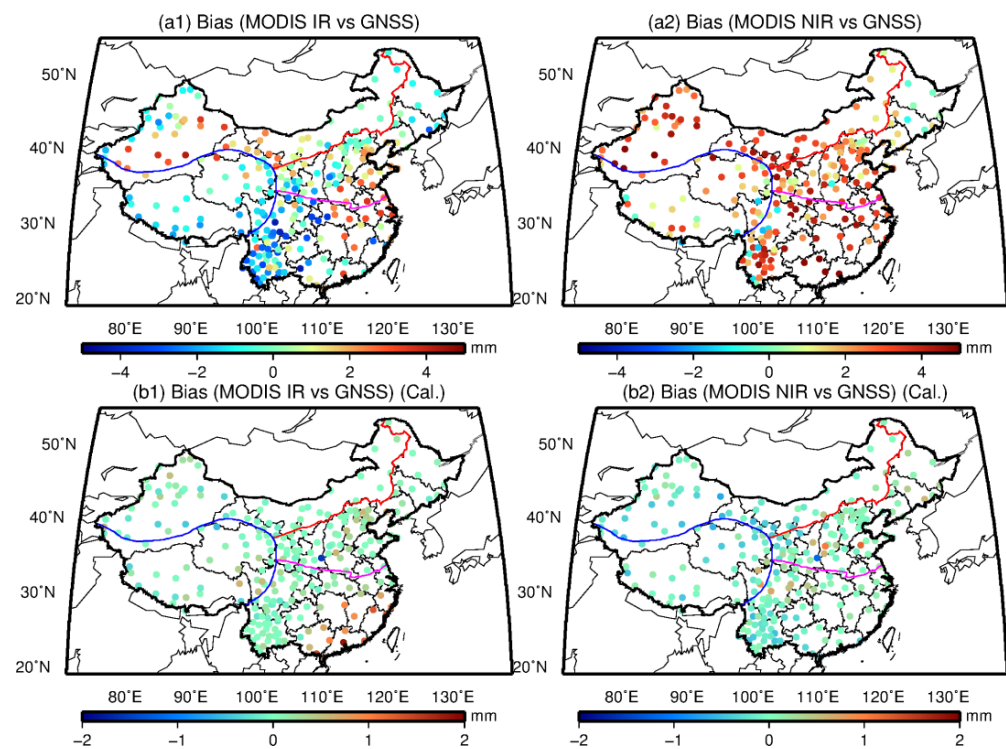 (a1) Bias (MODIS IR vs GNSS)
(a2) Bias (MODIS NIR vs GNSS)
50°N
40°N
30°N
20°N
50°N
40°N
30°N
20°N
80°E 90°E 100°E 110°E 120°E 130°E
80°E 90°E 100°E 110°E 120°E 130°E
mm
−4 −2 0 2 4
mm
−4 −2 0 2 4
(b1) Bias (MODIS IR vs GNSS) (Cal.)
(b2) Bias (MODIS NIR vs GNSS) (Cal.)
50°N
40°N
30°N
20°N
50°N
40°N
30°N
20°N
80°E 90°E 100°E 110°E 120°E 130°E
80°E 90°E 100°E 110°E 120°E 130°E
mm
−2 −1 0 1 2
mm
−2 −1 0 1 2